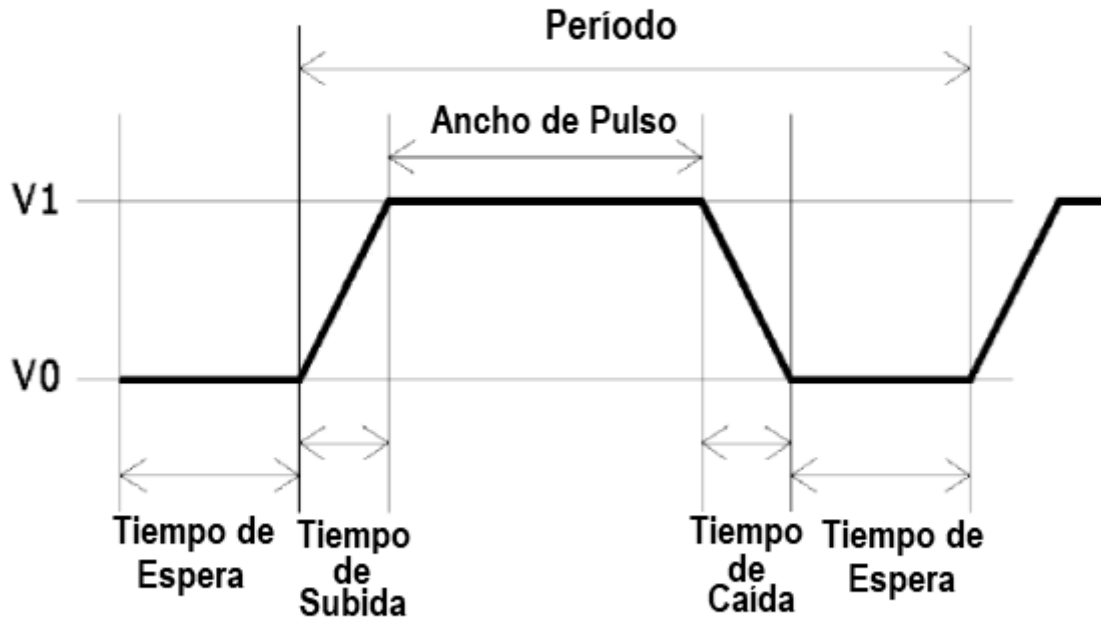 Período
Ancho de Pulso
V1
V0
Tiempo de
Espera
Tiempo
de
Subida
Tiempo
de
Caída
Tiempo de
Espera